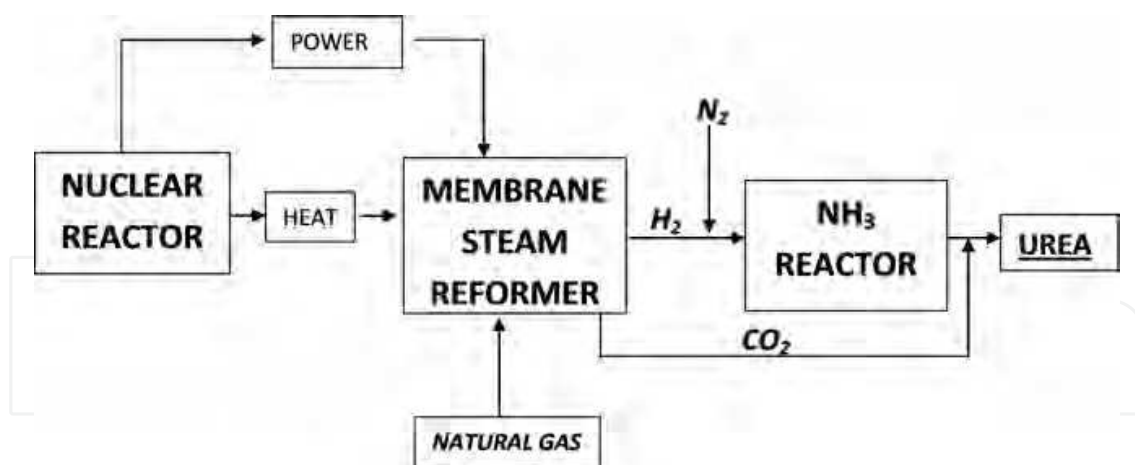 POWER
NUCLEAR
REACTOR
HEAT
MEMBRANE
STEAM
REFORMER
N₂
H₂
NH₃
REACTOR
UREA
CO₂
NATURAL GAS